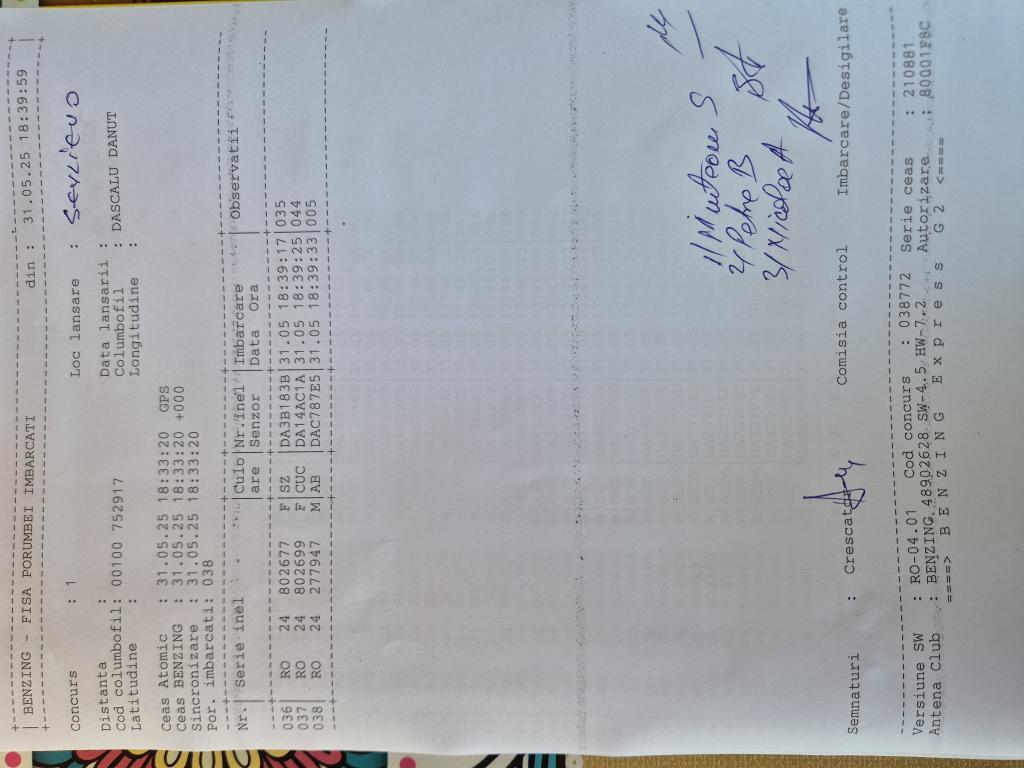 +------------------------------------------------------------------------------+
| BENZING - FISA PORUMBEI IMBARCATI din : 31.05.25 18:39:59 |
+------------------------------------------------------------------------------+
Concurs : 1 Loc lansare : Sevlievo
Distanta : Data lansarii :
Cod columbofil: 00100 752917 Columbofil : DASCALU DANUT
Latitudine : Longitudine :
Ceas Atomic : 31.05.25 18:33:20 GPS
Ceas BENZING : 31.05.25 18:33:20 +000
Sincronizare : 31.05.25 18:33:20
Por. imbarcati: 038
Nr.| Serie inel |Culo|Nr.inel |Imbarcare | Observatii
|are |Senzor |Data Ora |
036| RO 24 802677 F|SZ |DA3B183B|31.05 18:39:17|035
037| RO 24 802699 F|CUC |DA14AC1A|31.05 18:39:25|044
038| RO 24 277947 M|AB |DAC787E5|31.05 18:39:33|005
1/ Munteanu S
2/ Petre B
3/ Nicolae A
Semnaturi : Crescator Comisia control Imbarcare/Desigilare
Versiune SW : RO-04.01 Cod concurs : 038772 Serie ceas : 210881
Antena Club : BENZING 48902628 SW-4.5 HW-7.2 Autorizare : 80001F8C
====> B E N Z I N G E x p r e s s G 2 <====